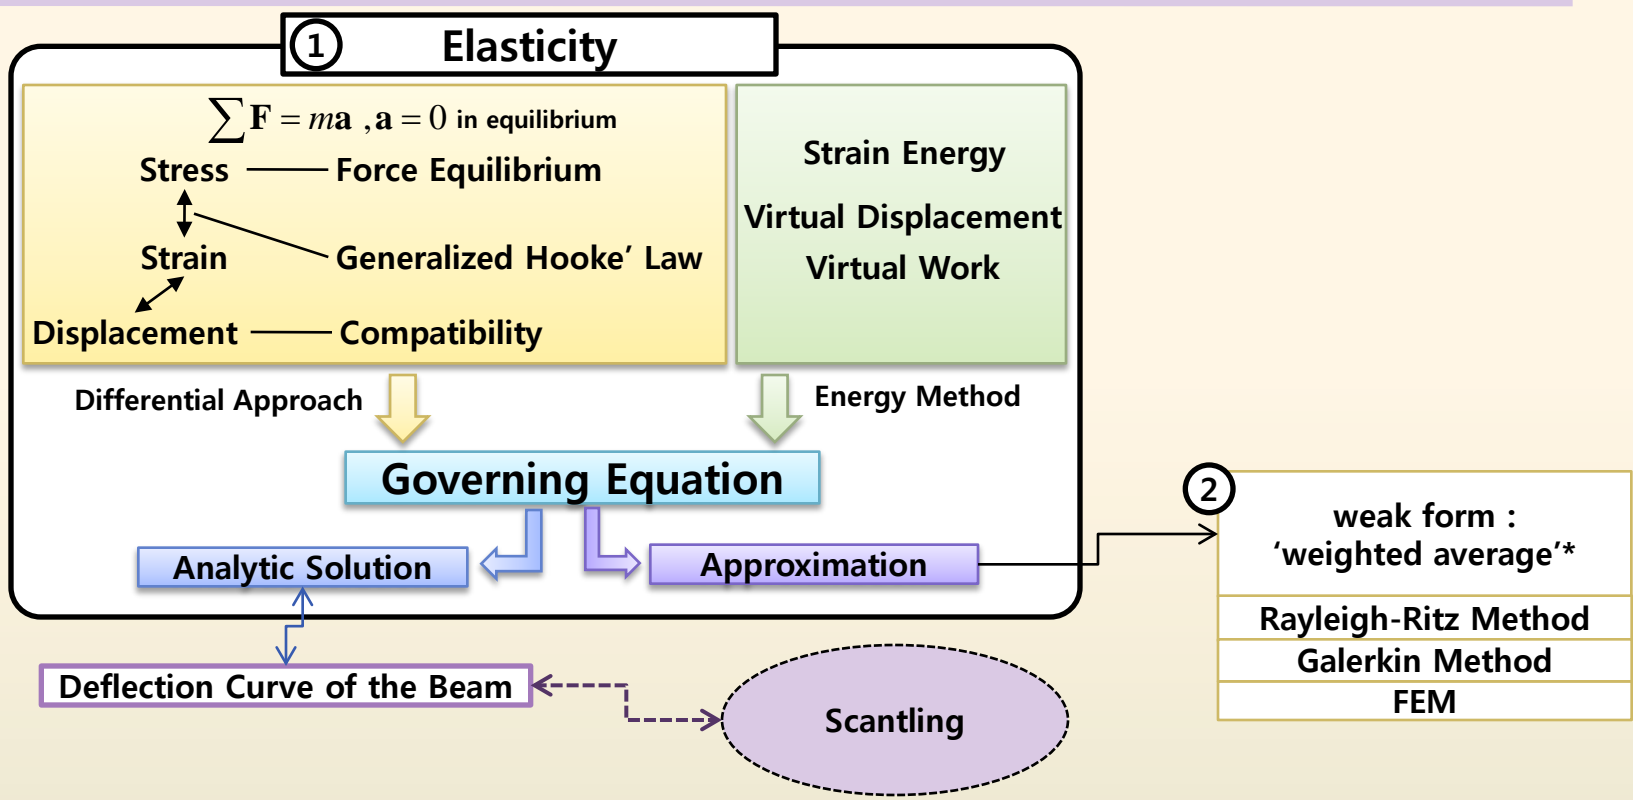 1 Elasticity
∑F = ma , a = 0 in equilibrium
Stress Force Equilibrium
Strain Generalized Hooke’ Law
Displacement Compatibility
Strain Energy
Virtual Displacement
Virtual Work
Differential Approach
Energy Method
Governing Equation
Analytic Solution
Approximation
2
weak form :
‘weighted average’*
Rayleigh-Ritz Method
Galerkin Method
FEM
Deflection Curve of the Beam
Scantling